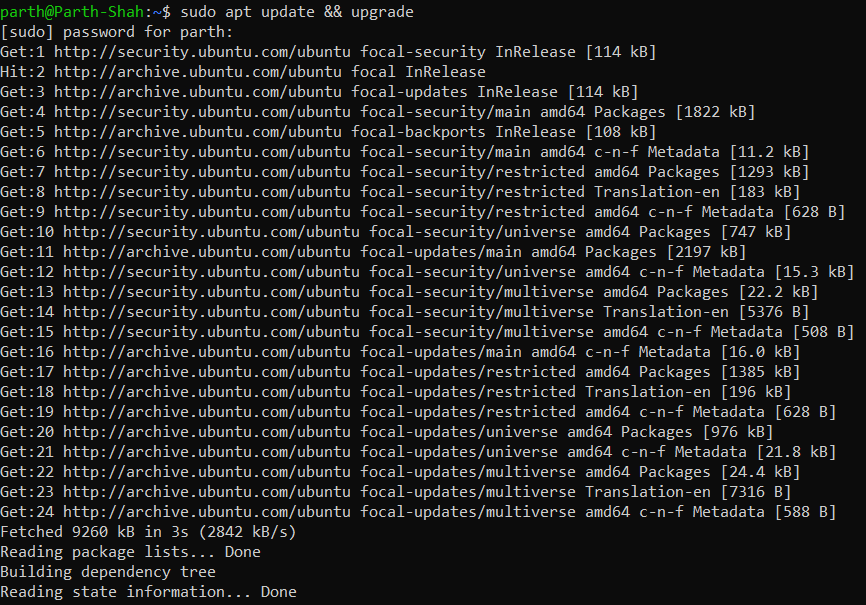 parth@Parth-Shah:~$ sudo apt update && upgrade
[sudo] password for parth:
Get:1 http://security.ubuntu.com/ubuntu focal-security InRelease [114 kB]
Hit:2 http://archive.ubuntu.com/ubuntu focal InRelease
Get:3 http://archive.ubuntu.com/ubuntu focal-updates InRelease [114 kB]
Get:4 http://security.ubuntu.com/ubuntu focal-security/main amd64 Packages [1822 kB]
Get:5 http://archive.ubuntu.com/ubuntu focal-backports InRelease [108 kB]
Get:6 http://security.ubuntu.com/ubuntu focal-security/main amd64 c-n-f Metadata [11.2 kB]
Get:7 http://security.ubuntu.com/ubuntu focal-security/restricted amd64 Packages [1293 kB]
Get:8 http://security.ubuntu.com/ubuntu focal-security/restricted Translation-en [183 kB]
Get:9 http://security.ubuntu.com/ubuntu focal-security/restricted amd64 c-n-f Metadata [628 B]
Get:10 http://security.ubuntu.com/ubuntu focal-security/universe amd64 Packages [747 kB]
Get:11 http://archive.ubuntu.com/ubuntu focal-updates/main amd64 Packages [2197 kB]
Get:12 http://security.ubuntu.com/ubuntu focal-security/universe amd64 c-n-f Metadata [15.3 kB]
Get:13 http://security.ubuntu.com/ubuntu focal-security/multiverse amd64 Packages [22.2 kB]
Get:14 http://security.ubuntu.com/ubuntu focal-security/multiverse Translation-en [5376 B]
Get:15 http://security.ubuntu.com/ubuntu focal-security/multiverse amd64 c-n-f Metadata [508 B]
Get:16 http://archive.ubuntu.com/ubuntu focal-updates/main amd64 c-n-f Metadata [16.0 kB]
Get:17 http://archive.ubuntu.com/ubuntu focal-updates/restricted amd64 Packages [1385 kB]
Get:18 http://archive.ubuntu.com/ubuntu focal-updates/restricted Translation-en [196 kB]
Get:19 http://archive.ubuntu.com/ubuntu focal-updates/restricted amd64 c-n-f Metadata [628 B]
Get:20 http://archive.ubuntu.com/ubuntu focal-updates/universe amd64 Packages [976 kB]
Get:21 http://archive.ubuntu.com/ubuntu focal-updates/universe amd64 c-n-f Metadata [21.8 kB]
Get:22 http://archive.ubuntu.com/ubuntu focal-updates/multiverse amd64 Packages [24.4 kB]
Get:23 http://archive.ubuntu.com/ubuntu focal-updates/multiverse Translation-en [7316 B]
Get:24 http://archive.ubuntu.com/ubuntu focal-updates/multiverse amd64 c-n-f Metadata [588 B]
Fetched 9260 kB in 3s (2842 kB/s)
Reading package lists... Done
Building dependency tree
Reading state information... Done